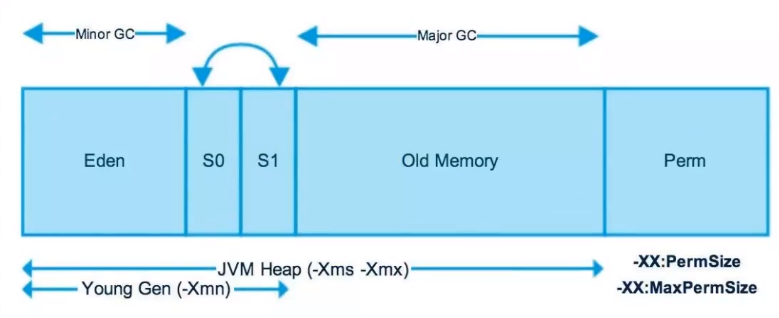 Minor GC
Major GC
Eden
S0
S1
Old Memory
Perm
JVM Heap (-Xms -Xmx)
Young Gen (-Xmn)
-XX:PermSize
-XX:MaxPermSize